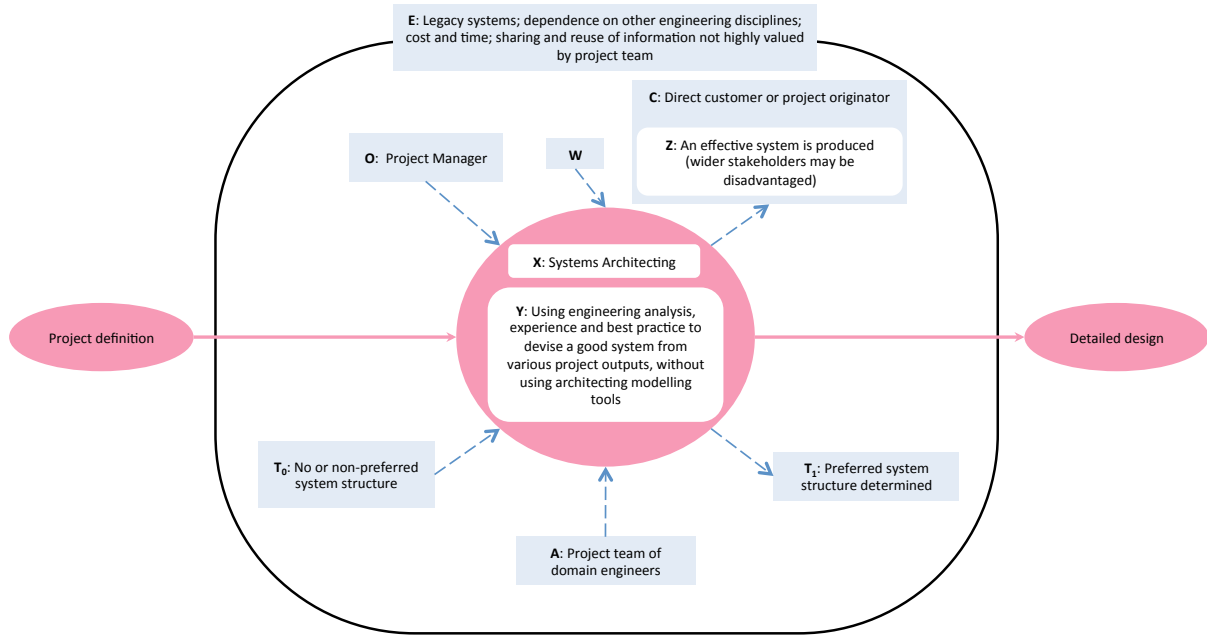 E: Legacy systems; dependence on other engineering disciplines;
cost and time; sharing and reuse of information not highly valued
by project team
C: Direct customer or project originator
Z: An effective system is produced
(wider stakeholders may be
disadvantaged)
O: Project Manager
W
X: Systems Architecting
Y: Using engineering analysis,
experience and best practice to
devise a good system from
various project outputs, without
using architecting modelling
tools
Project definition
Detailed design
T0: No or non-preferred
system structure
T1: Preferred system
structure determined
A: Project team of
domain engineers